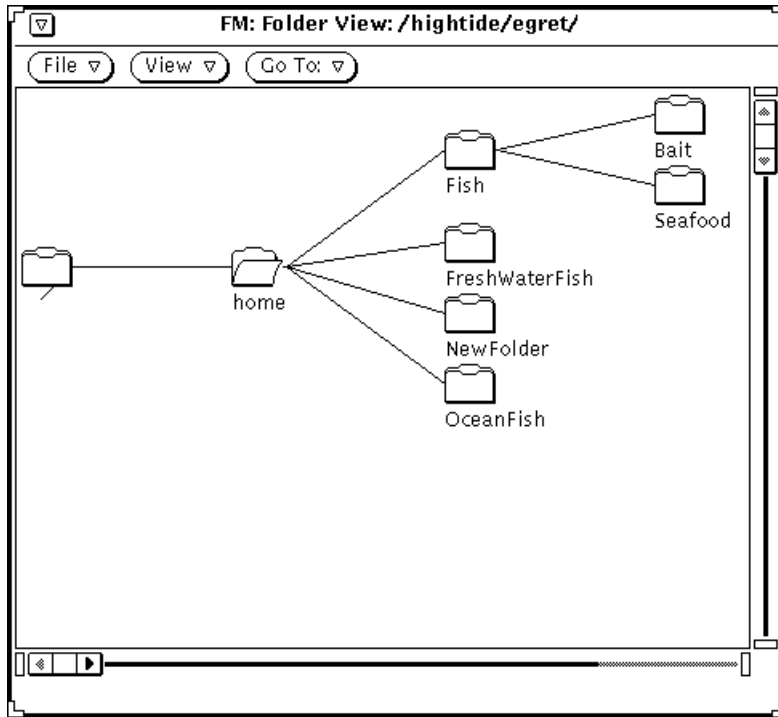 FM: Folder View: /hightide/egret/
File View Go To:
Bait
Fish
Seafood
/
home
FreshWaterFish
NewFolder
OceanFish